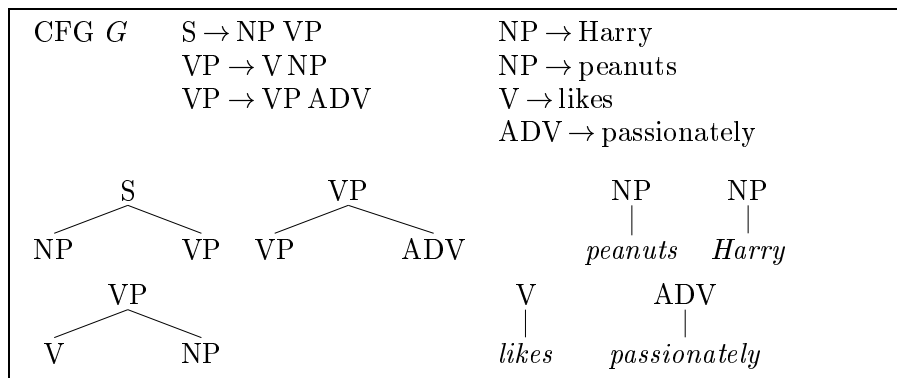 CFG G S → NP VP NP → Harry
VP → V NP NP → peanuts
VP → VP ADV V → likes
ADV → passionately
S VP NP NP
NP VP VP ADV peanuts Harry
VP V ADV
V NP likes passionately